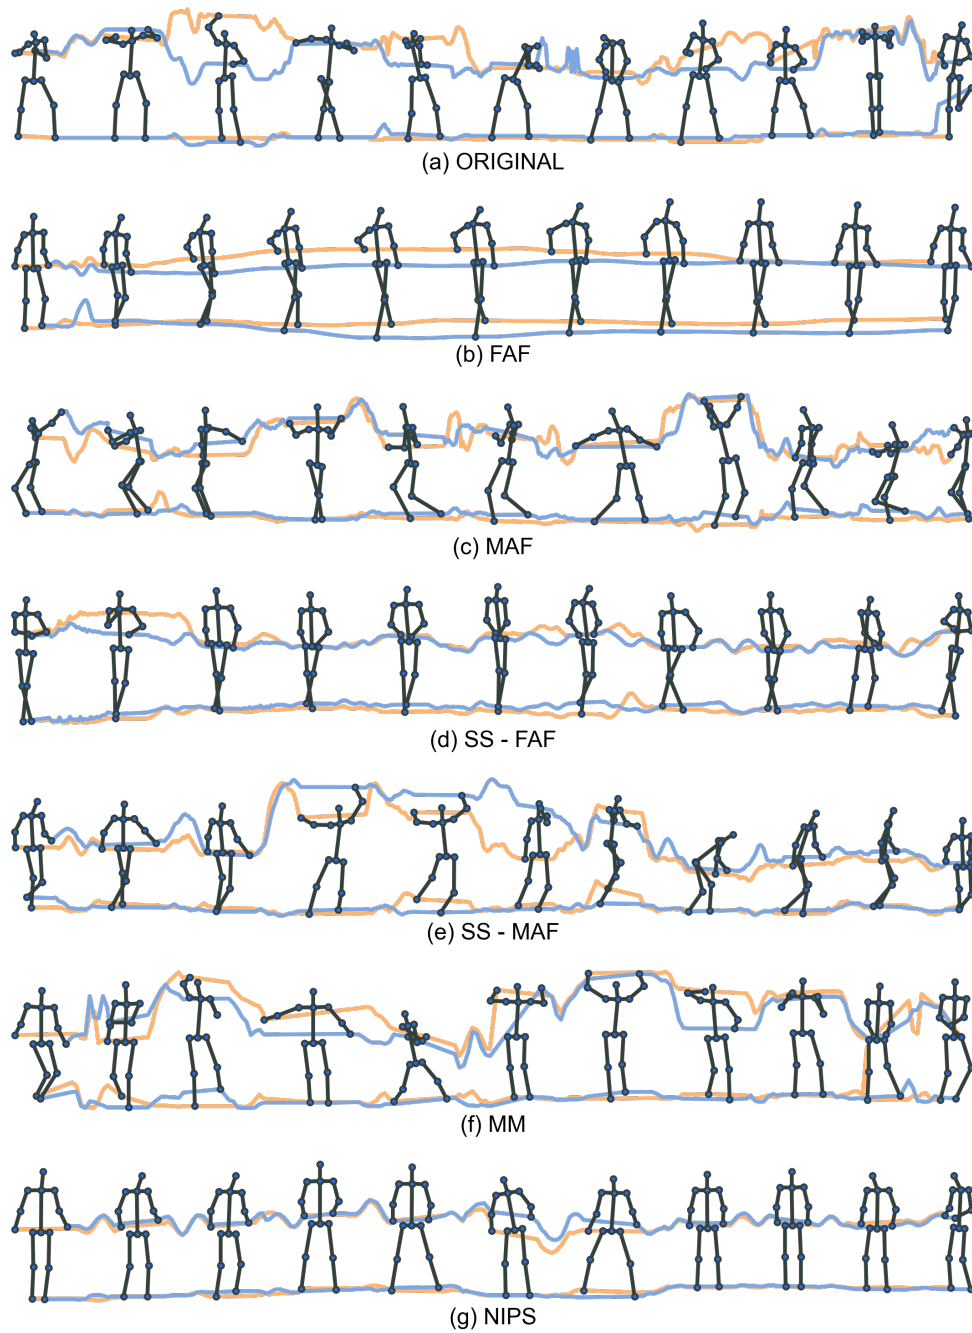 (a) ORIGINAL
(b) FAF
(c) MAF
(d) SS - FAF
(e) SS - MAF
(f) MM
(g) NIPS